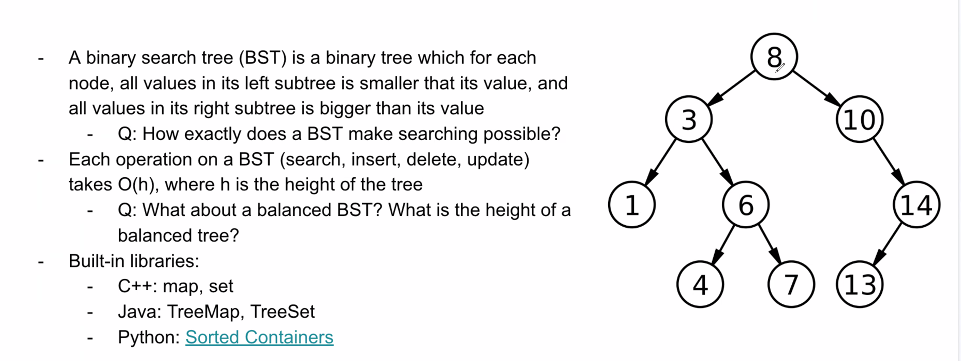 - A binary search tree (BST) is a binary tree which for each
node, all values in its left subtree is smaller that its value, and
all values in its right subtree is bigger than its value
- Q: How exactly does a BST make searching possible?
- Each operation on a BST (search, insert, delete, update)
takes O(h), where h is the height of the tree
- Q: What about a balanced BST? What is the height of a
balanced tree?
- Built-in libraries:
- C++: map, set
- Java: TreeMap, TreeSet
- Python: Sorted Containers
8
3 10
1 6 14
4 7 13